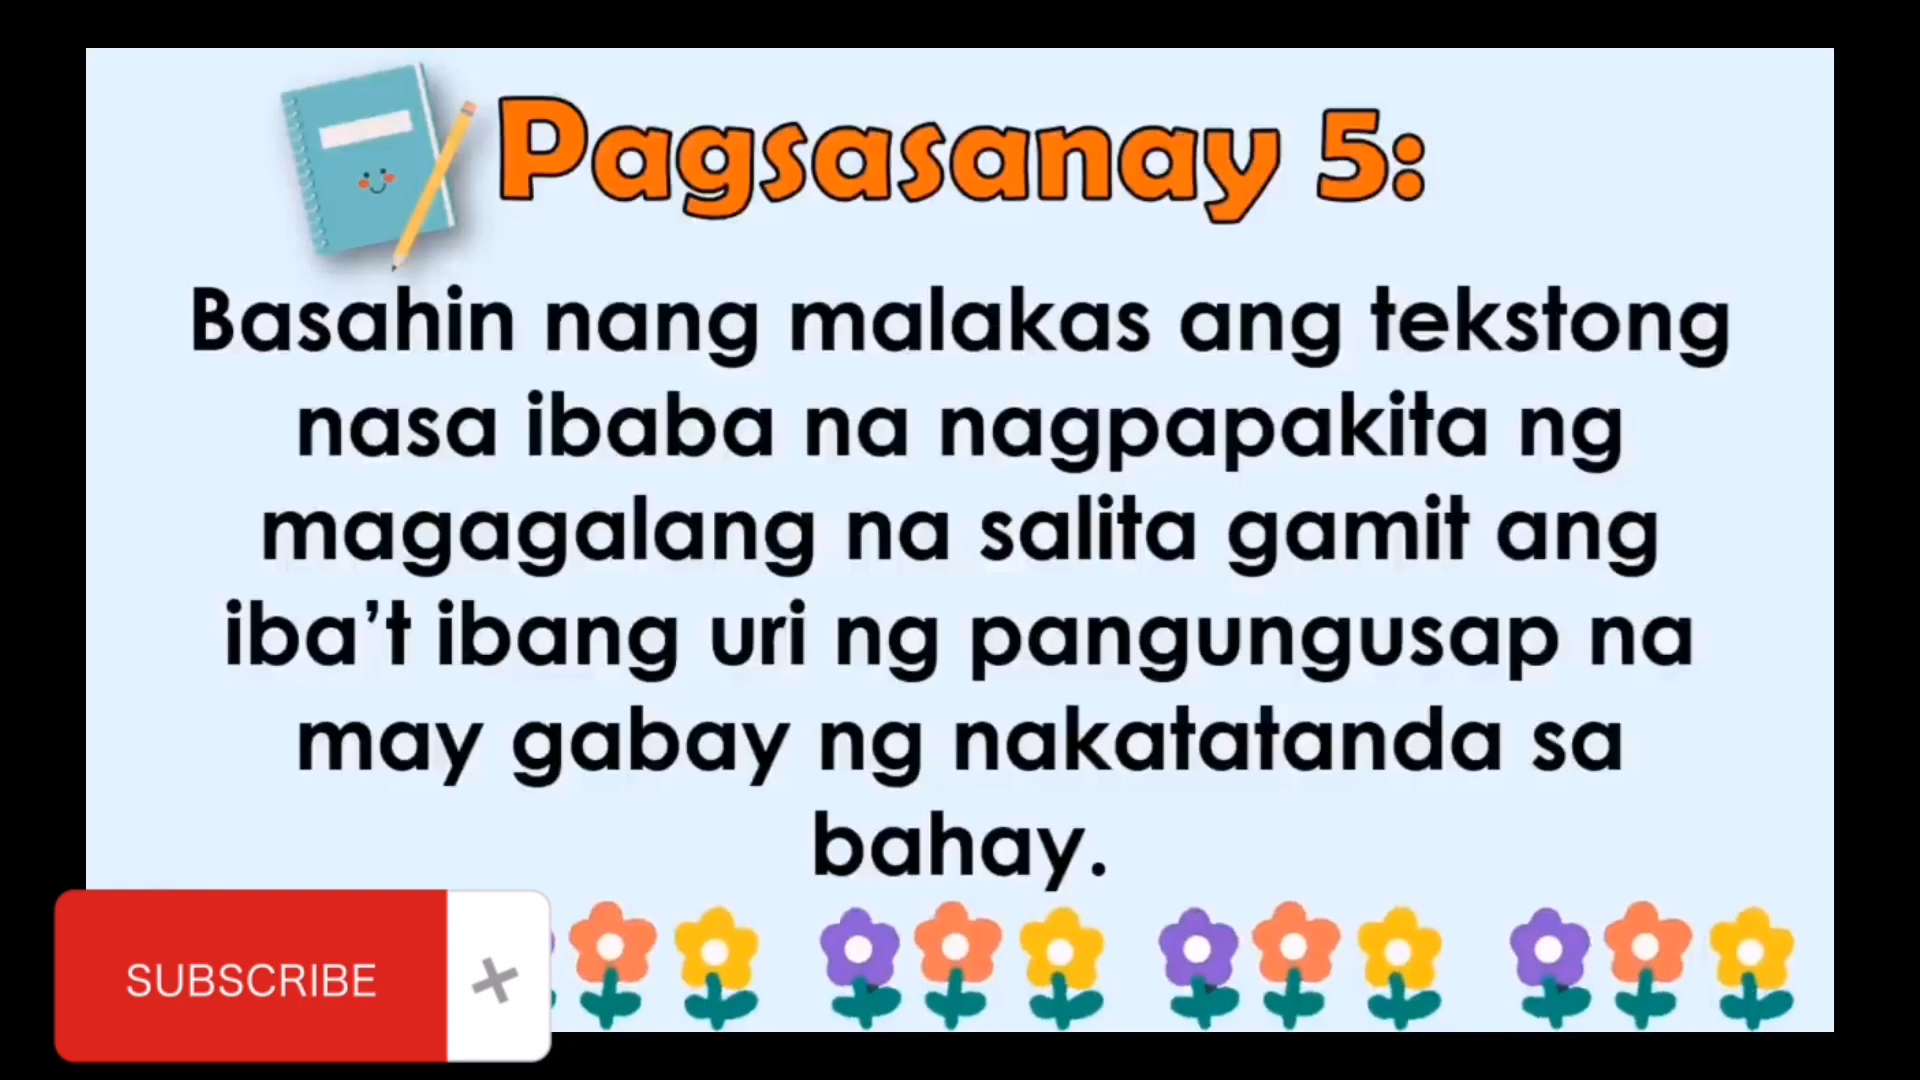 Pagsasanay 5:
Basahin nang malakas ang tekstong
nasa ibaba na nagpapakita ng
magagalang na salita gamit ang
iba’t ibang uri ng pangungusap na
may gabay ng nakatatanda sa
bahay.
SUBSCRIBE